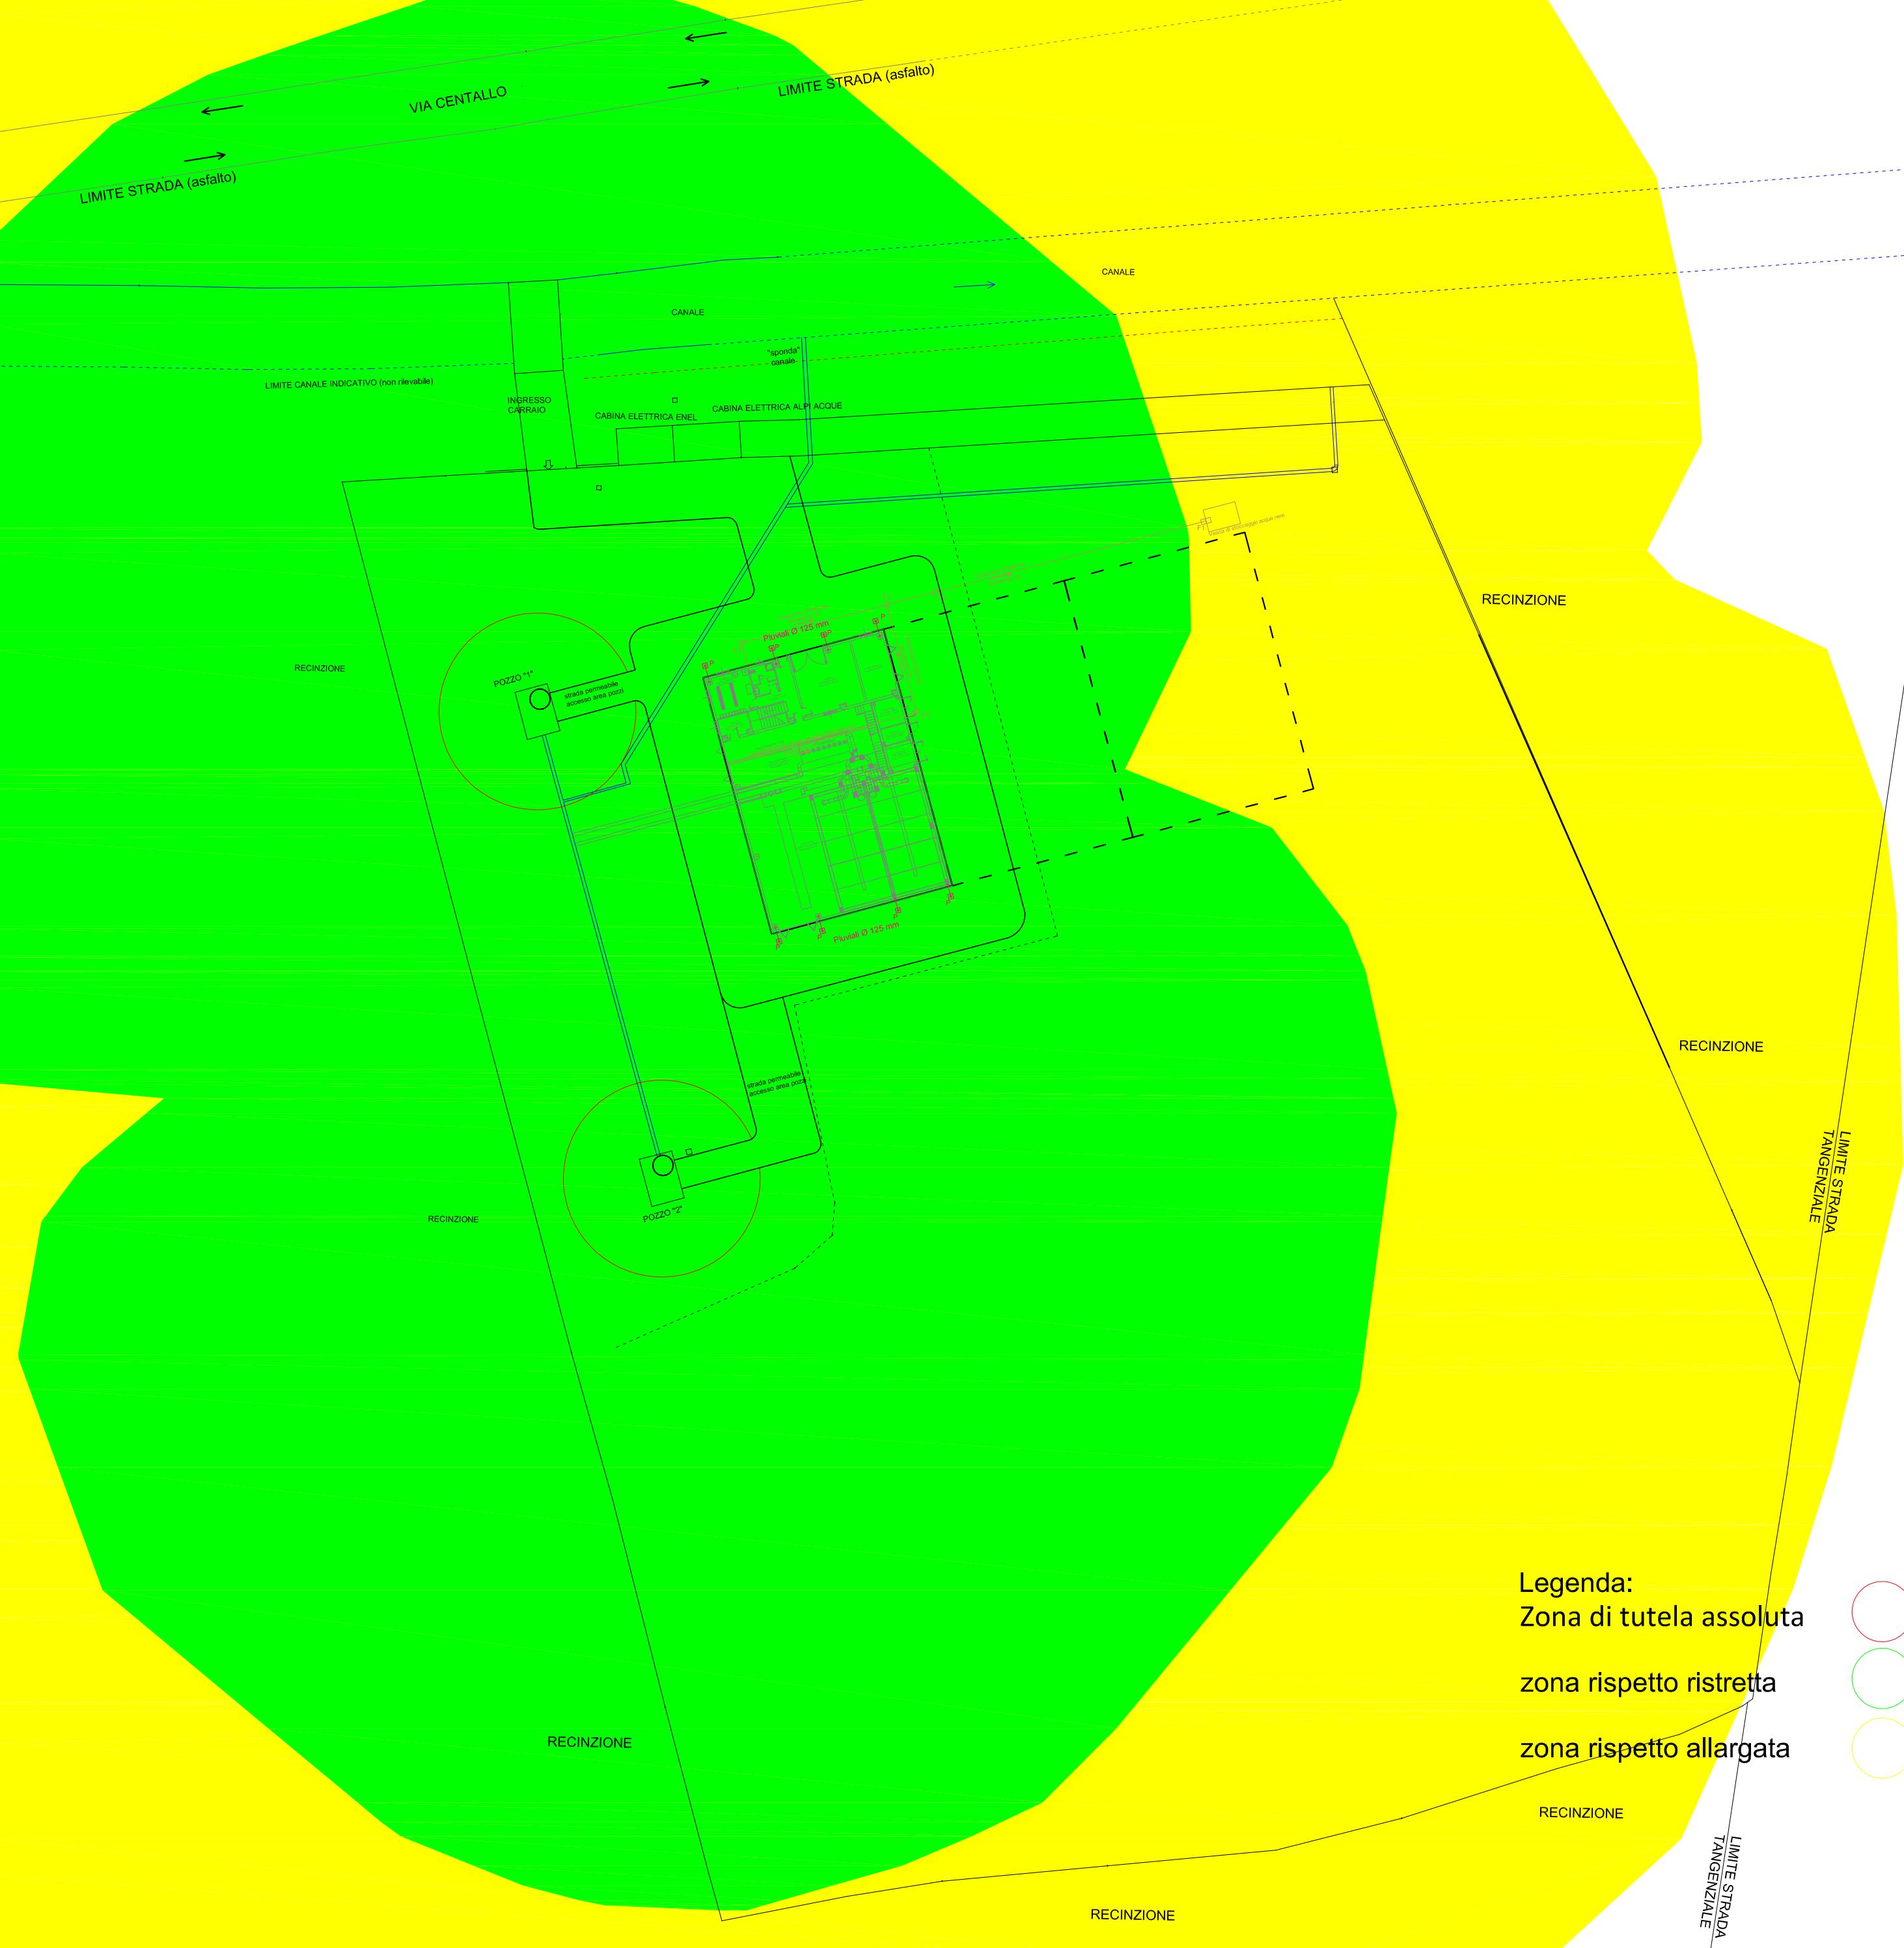 VIA CENTALLO
LIMITE STRADA (asfalto)
LIMITE STRADA (asfalto)
CANALE
CANALE
"sponda"
canale
LIMITE CANALE INDICATIVO (non rilevabile)
INGRESSO
CARRAIO
CABINA ELETTRICA ENEL
CABINA ELETTRICA ALPI ACQUE
RECINZIONE
Pluviali Ø 125 mm
RECINZIONE
POZZO "1"
strada permeabile
accesso area pozzi
Pluviali Ø 125 mm
RECINZIONE
strada permeabile
accesso area pozzi
LIMITE STRADA
TANGENZIALE
POZZO "2"
RECINZIONE
Legenda:
Zona di tutela assoluta
zona rispetto ristretta
zona rispetto allargata
RECINZIONE
RECINZIONE
LIMITE STRADA
TANGENZIALE
RECINZIONE